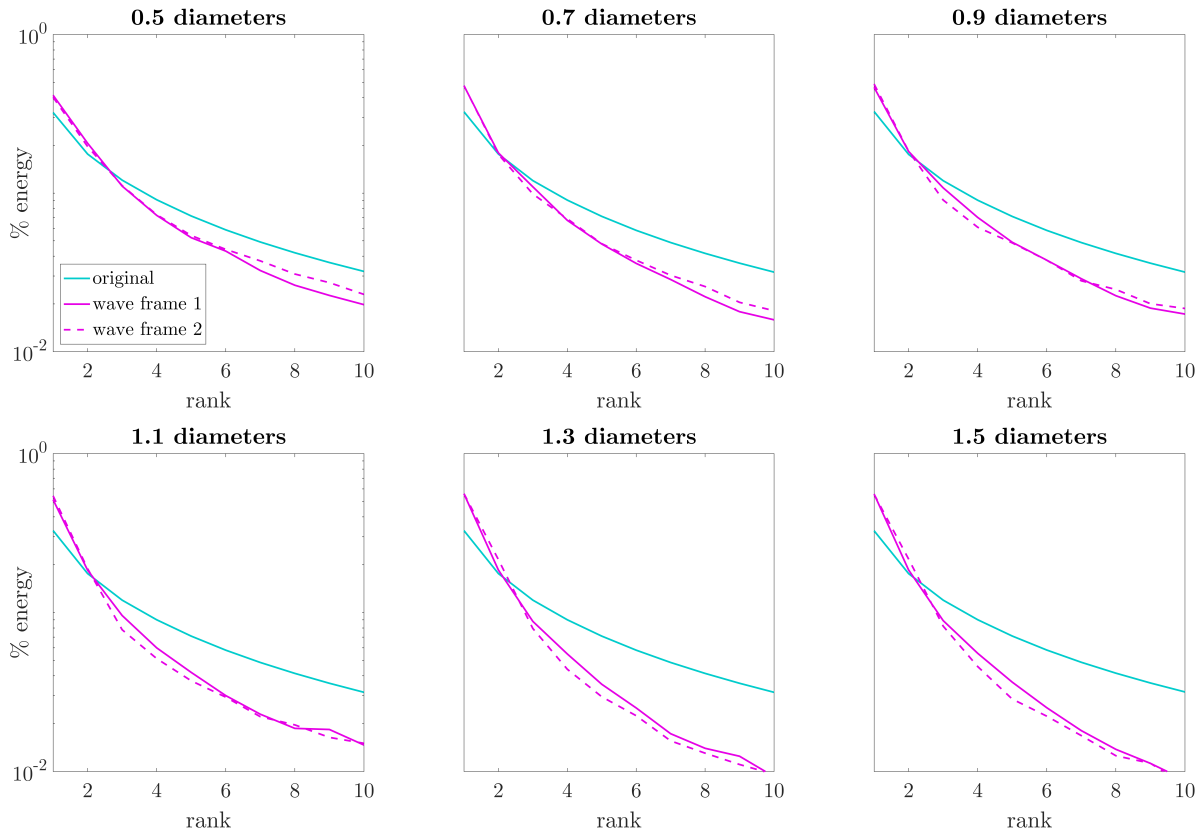 0.5 diameters
0.7 diameters
0.9 diameters
10^0
% energy
original
wave frame 1
wave frame 2
10^-2
2 4 6 8 10
2 4 6 8 10
2 4 6 8 10
rank
rank
rank
1.1 diameters
1.3 diameters
1.5 diameters
10^0
% energy
10^-2
2 4 6 8 10
2 4 6 8 10
2 4 6 8 10
rank
rank
rank